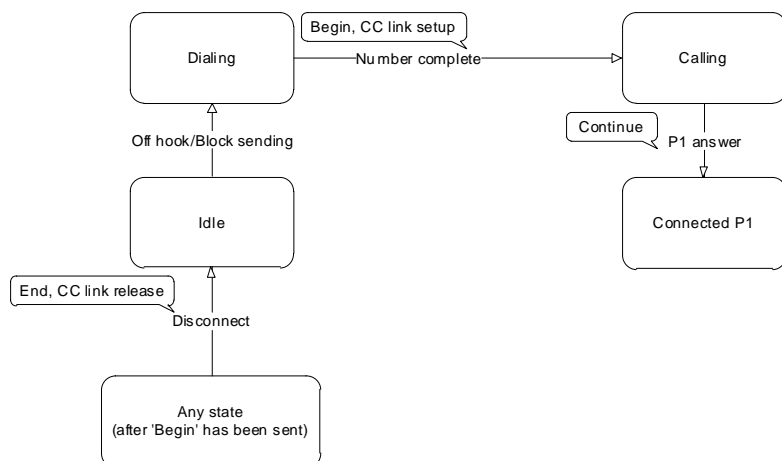 Begin, CC link setup
Dialing
Number complete
Calling
Off hook/Block sending
Continue
P1 answer
Idle
Connected P1
End, CC link release
Disconnect
Any state
(after 'Begin' has been sent)